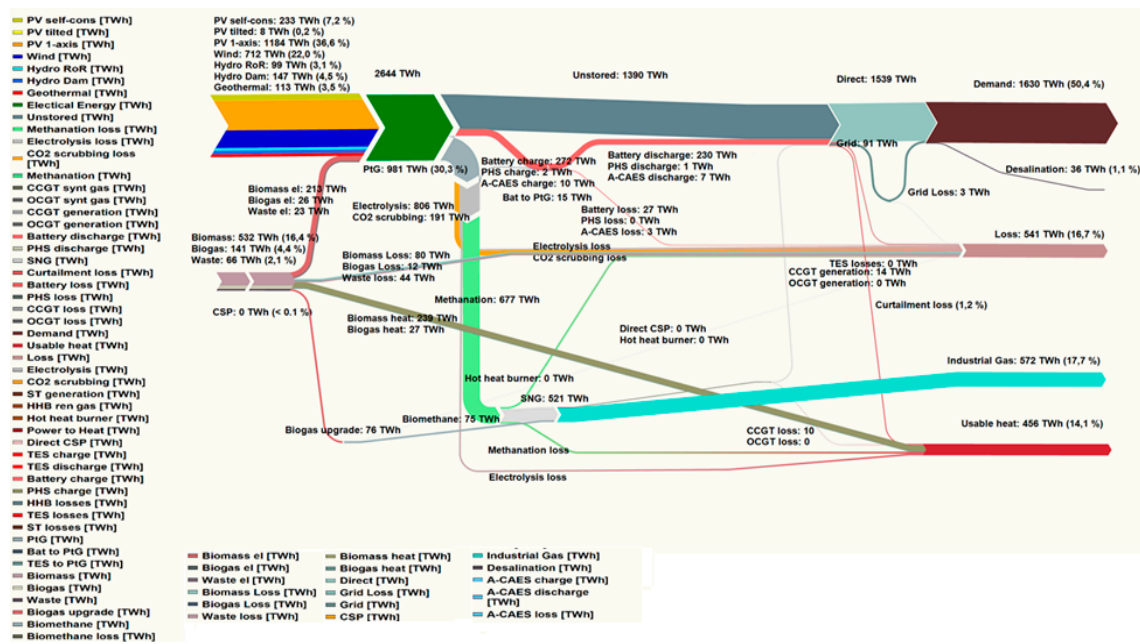 PV self-cons [TWh]
PV tilted [TWh]
PV 1-axis [TWh]
Wind [TWh]
Hydro RoR [TWh]
Hydro Dam [TWh]
Geothermal [TWh]
Electical Energy [TWh]
Unstored [TWh]
Methanation loss [TWh]
Electrolysis loss [TWh]
CO2 scrubbing loss
[TWh]
Methanation [TWh]
CCGT synt gas [TWh]
OCGT synt gas [TWh]
CCGT generation [TWh]
OCGT generation [TWh]
Battery discharge [TWh]
PHS discharge [TWh]
SNG [TWh]
Curtailment loss [TWh]
Battery loss [TWh]
PHS loss [TWh]
CCGT loss [TWh]
OCGT loss [TWh]
Demand [TWh]
Usable heat [TWh]
Loss [TWh]
Electrolysis [TWh]
CO2 scrubbing [TWh]
ST generation [TWh]
HHB ren gas [TWh]
Hot heat burner [TWh]
Power to Heat [TWh]
Direct CSP [TWh]
TES charge [TWh]
TES discharge [TWh]
Battery charge [TWh]
PHS charge [TWh]
HHB losses [TWh]
TES losses [TWh]
ST losses [TWh]
PtG [TWh]
Bat to PtG [TWh]
TES to PtG [TWh]
Biomass [TWh]
Biogas [TWh]
Waste [TWh]
Biogas upgrade [TWh]
Biomethane [TWh]
Biomethane loss [TWh]
PV self-cons: 233 TWh (7,2 %)
PV tilted: 8 TWh (0,2 %)
PV 1-axis: 1184 TWh (36,6 %)
Wind: 712 TWh (22,0 %)
Hydro RoR: 99 TWh (3,1 %)
Hydro Dam: 147 TWh (4,5 %)
Geothermal: 113 TWh (3,5 %)
2644 TWh
Unstored: 1390 TWh
Direct: 1539 TWh
Demand: 1630 TWh (50,4 %)
Grid: 91 TWh
PtG: 981 TWh (30,3 %)
Battery charge: 272 TWh
PHS charge: 2 TWh
A-CAES charge: 10 TWh
Bat to PtG: 15 TWh
Battery discharge: 230 TWh
PHS discharge: 1 TWh
A-CAES discharge: 7 TWh
Desalination: 36 TWh (1,1 %)
Grid Loss: 3 TWh
Biomass el: 213 TWh
Biogas el: 26 TWh
Waste el: 23 TWh
Electrolysis: 806 TWh
CO2 scrubbing: 191 TWh
Battery loss: 27 TWh
PHS loss: 0 TWh
A-CAES loss: 3 TWh
Loss: 541 TWh (16,7 %)
Biomass: 532 TWh (16,4 %)
Biogas: 141 TWh (4,4 %)
Waste: 66 TWh (2,1 %)
Electrolysis loss
CO2 scrubbing loss
Biomass Loss: 80 TWh
Biogas Loss: 12 TWh
Waste loss: 44 TWh
TES losses: 0 TWh
CCGT generation: 14 TWh
OCGT generation: 0 TWh
Methanation: 677 TWh
Curtailment loss (1,2 %)
CSP: 0 TWh (< 0.1 %)
Biomass heat: 239 TWh
Biogas heat: 27 TWh
Direct CSP: 0 TWh
Hot heat burner: 0 TWh
Industrial Gas: 572 TWh (17,7 %)
Hot heat burner: 0 TWh
SNG: 521 TWh
Biomethane: 75 TWh
Biogas upgrade: 76 TWh
CCGT loss: 10
OCGT loss: 0
Usable heat: 456 TWh (14,1 %)
Methanation loss
Electrolysis loss
Biomass el [TWh]
Biogas el [TWh]
Waste el [TWh]
Biomass Loss [TWh]
Biogas Loss [TWh]
Waste loss [TWh]
Biomass heat [TWh]
Biogas heat [TWh]
Direct [TWh]
Grid Loss [TWh]
Grid [TWh]
CSP [TWh]
Industrial Gas [TWh]
Desalination [TWh]
A-CAES charge [TWh]
A-CAES discharge
[TWh]
A-CAES loss [TWh]